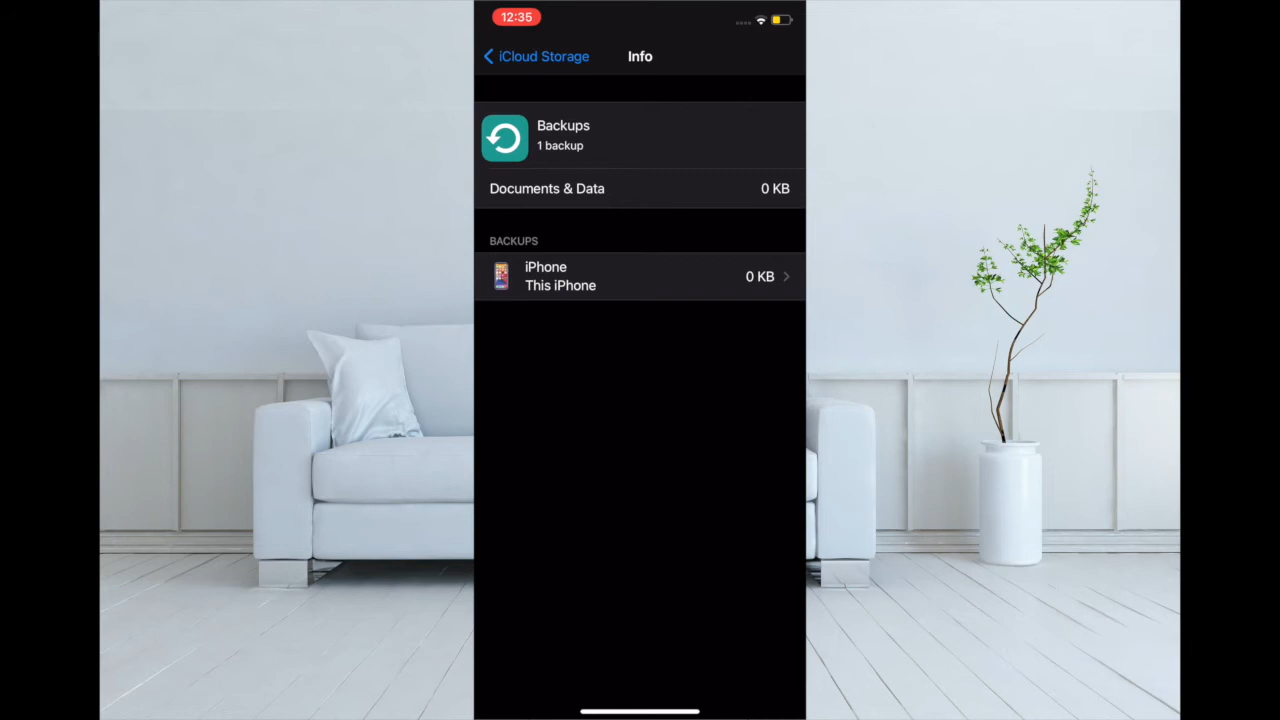 12:35
iCloud Storage
Info
Backups
1 backup
Documents & Data
0 KB
BACKUPS
iPhone
This iPhone
0 KB